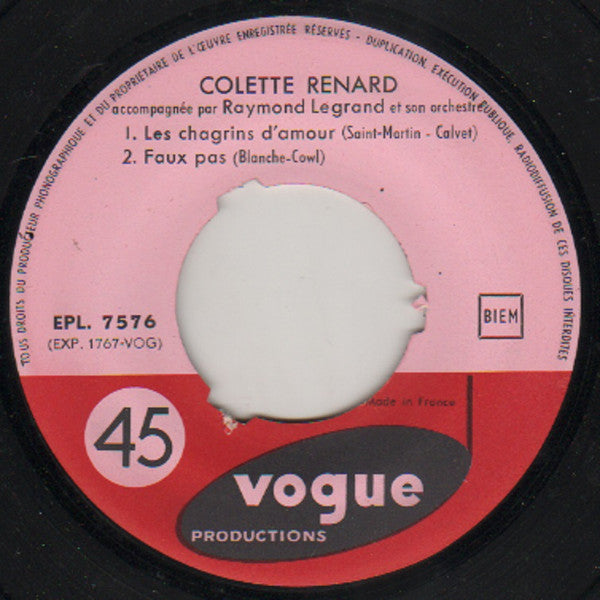 TOUS DROITS DU PRODUCTEUR PHONOGRAPHIQUE ET DU PROPRIÉTAIRE DE L'ŒUVRE ENREGISTRÉE RÉSERVÉS - DUPLICATION, EXÉCUTION PUBLIQUE, RADIODIFFUSION DE CES DISQUES INTERDITES
COLETTE RENARD
accompagnée par Raymond Legrand et son orchestre
1. Les chagrins d'amour (Saint-Martin - Calvet)
2. Faux pas (Blanche-Cowl)
EPL. 7576
(EXP. 1767-VOG)
BIEM
Made in France
45
vogue
PRODUCTIONS